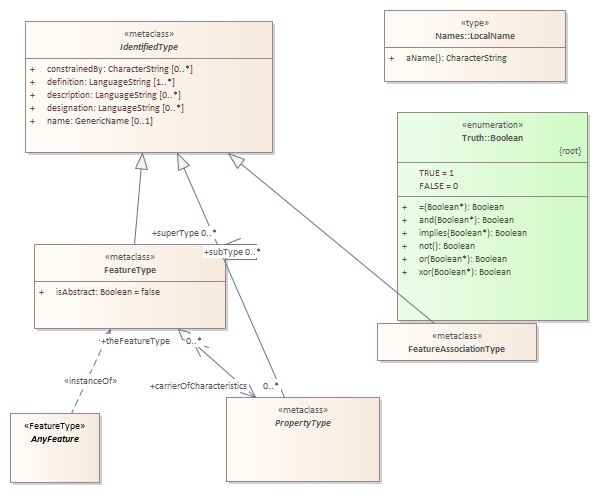 «metaclass»
IdentifiedType
+ constrainedBy: CharacterString [0..*]
+ definition: LanguageString [1..*]
+ description: LanguageString [0..*]
+ designation: LanguageString [0..*]
+ name: GenericName [0..1]
«type»
Names::LocalName
+ aName(): CharacterString
«enumeration»
Truth::Boolean
{root}
TRUE = 1
FALSE = 0
+ =(Boolean*): Boolean
+ and(Boolean*): Boolean
+ implies(Boolean*): Boolean
+ not(): Boolean
+ or(Boolean*): Boolean
+ xor(Boolean*): Boolean
+superType 0..*
+subType 0..*
«metaclass»
FeatureType
+ isAbstract: Boolean = false
«metaclass»
FeatureAssociationType
+theFeatureType 0..*
«instanceOf»
+carrierOfCharacteristics 0..*
«metaclass»
PropertyType
«FeatureType»
AnyFeature